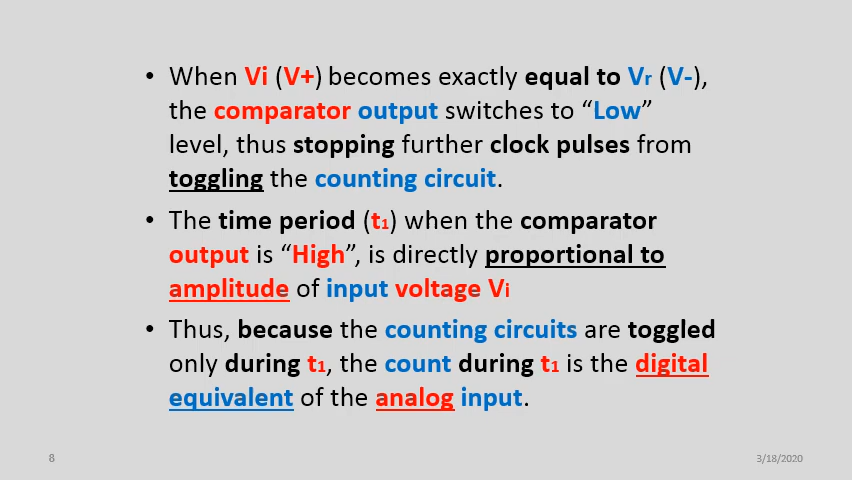 • When Vi (V+) becomes exactly equal to Vr (V-),
the comparator output switches to “Low”
level, thus stopping further clock pulses from
toggling the counting circuit.
• The time period (t1) when the comparator
output is “High”, is directly proportional to
amplitude of input voltage Vi
• Thus, because the counting circuits are toggled
only during t1, the count during t1 is the digital
equivalent of the analog input.
8
3/18/2020